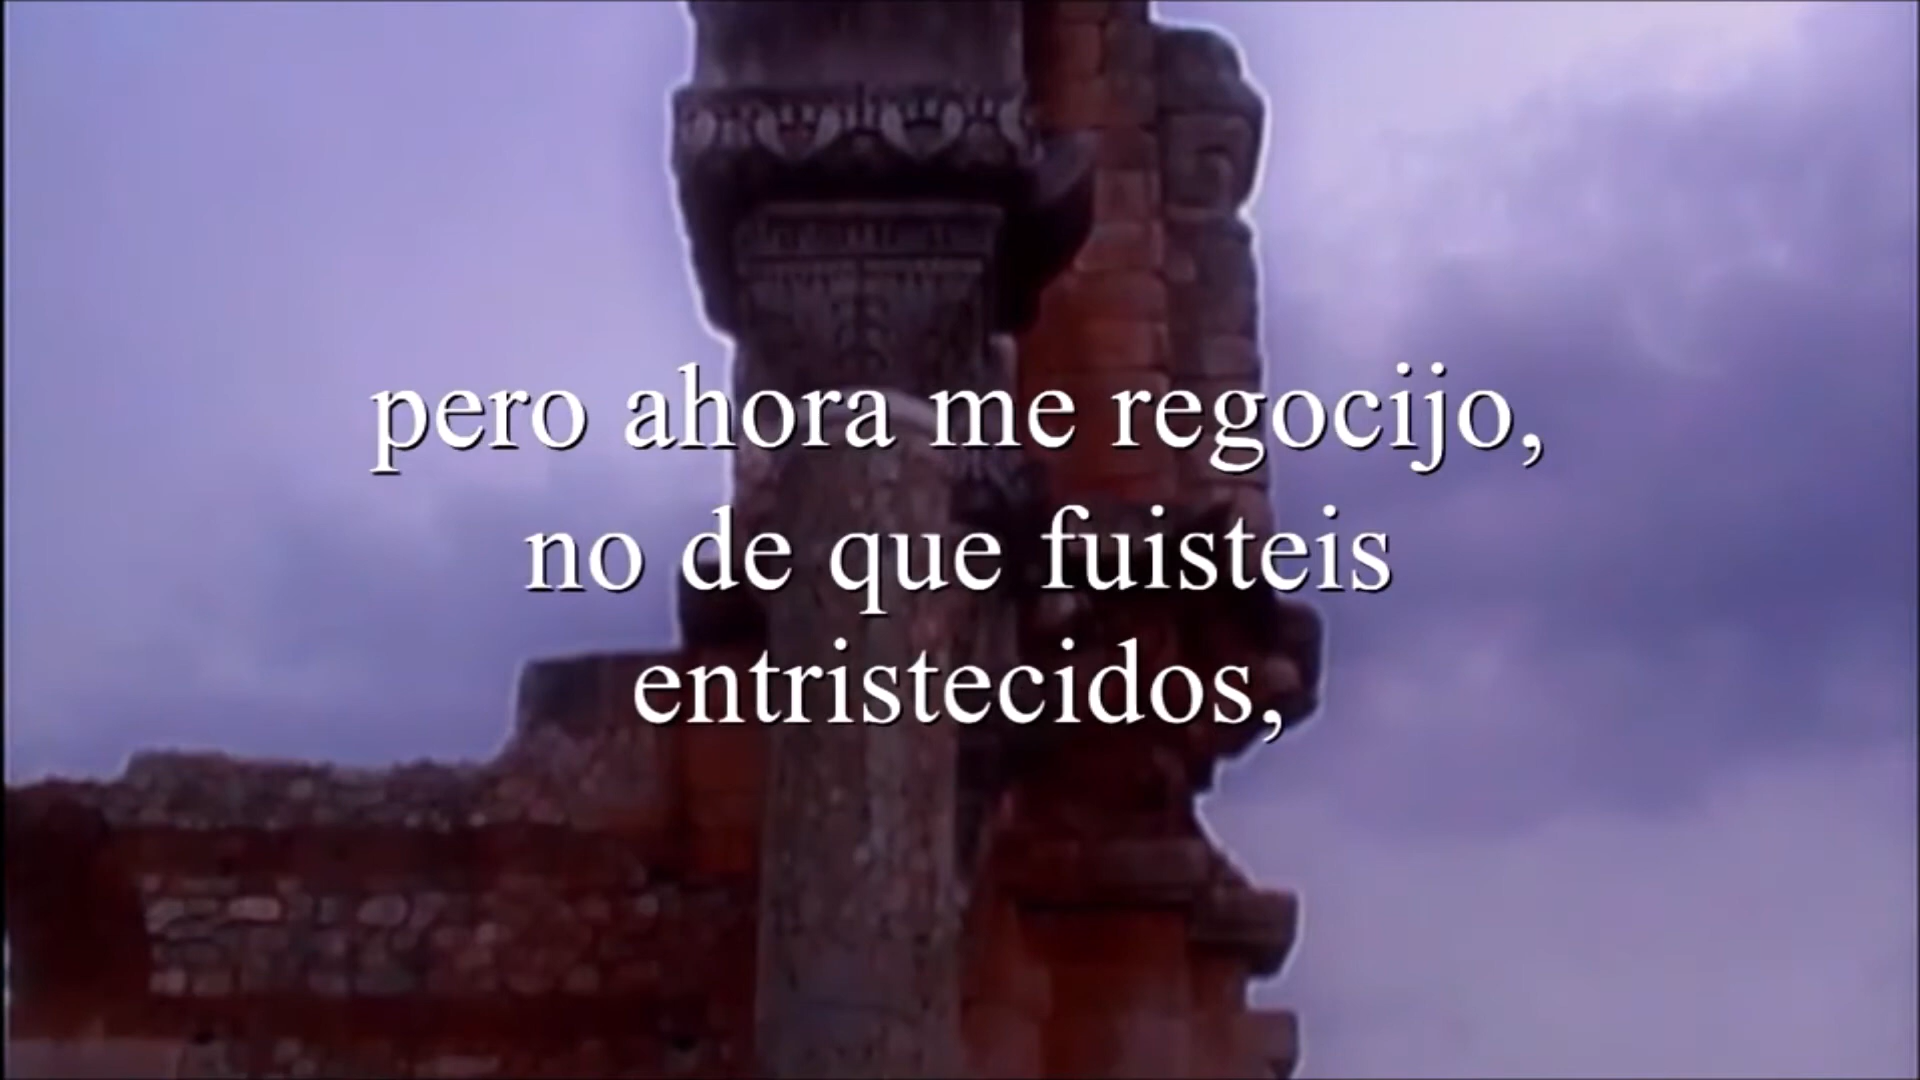 pero ahora me regocijo,
no de que fuisteis
entristecidos,